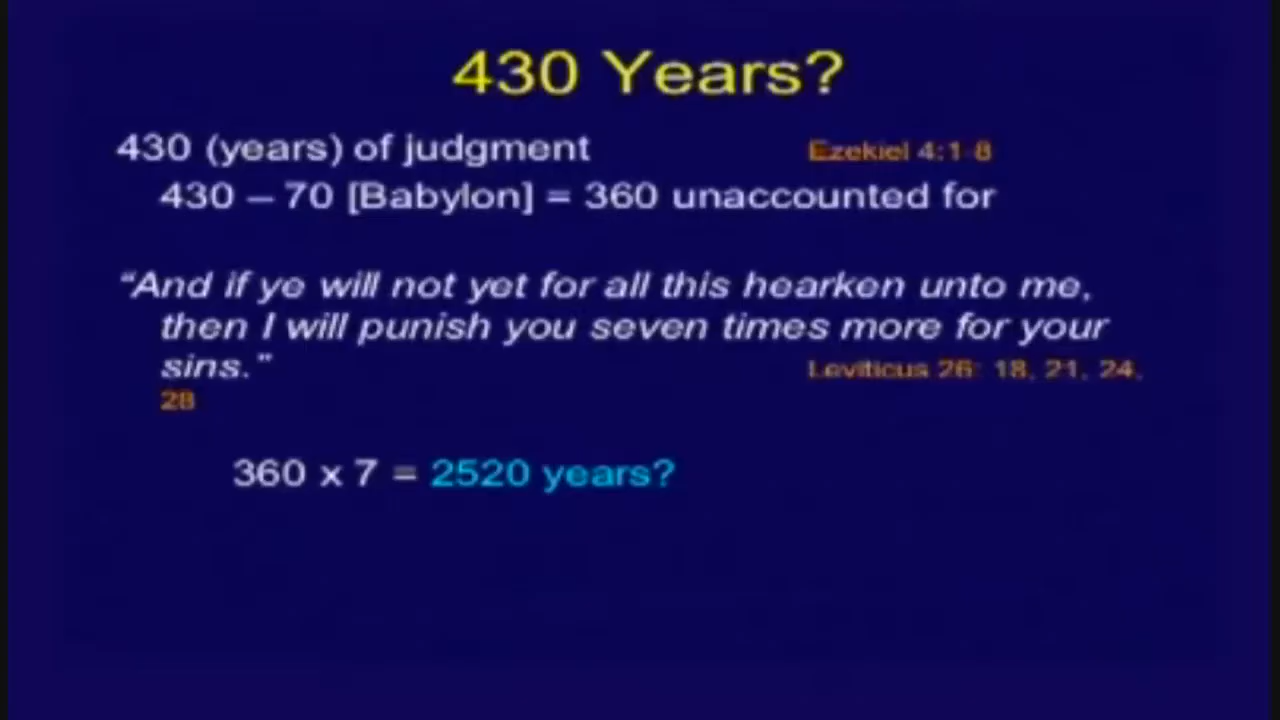 430 Years?
430 (years) of judgment Ezekiel 4:1-8
430 – 70 [Babylon] = 360 unaccounted for
“And if ye will not yet for all this hearken unto me,
then I will punish you seven times more for your
sins.” Leviticus 26: 18, 21, 24,
28
360 x 7 = 2520 years?